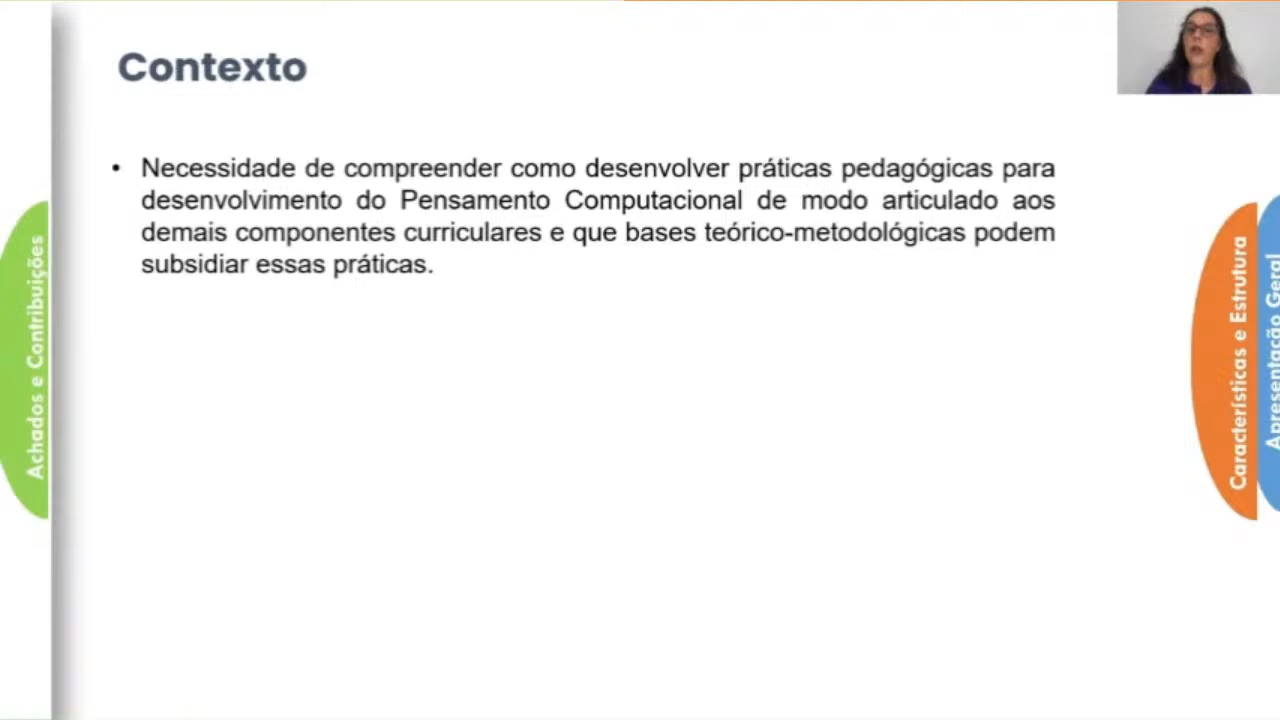 Contexto
• Necessidade de compreender como desenvolver práticas pedagógicas para
desenvolvimento do Pensamento Computacional de modo articulado aos
demais componentes curriculares e que bases teórico-metodológicas podem
subsidiar essas práticas.
Achados e Contribuições
Características e Estrutura
Apresentação Geral